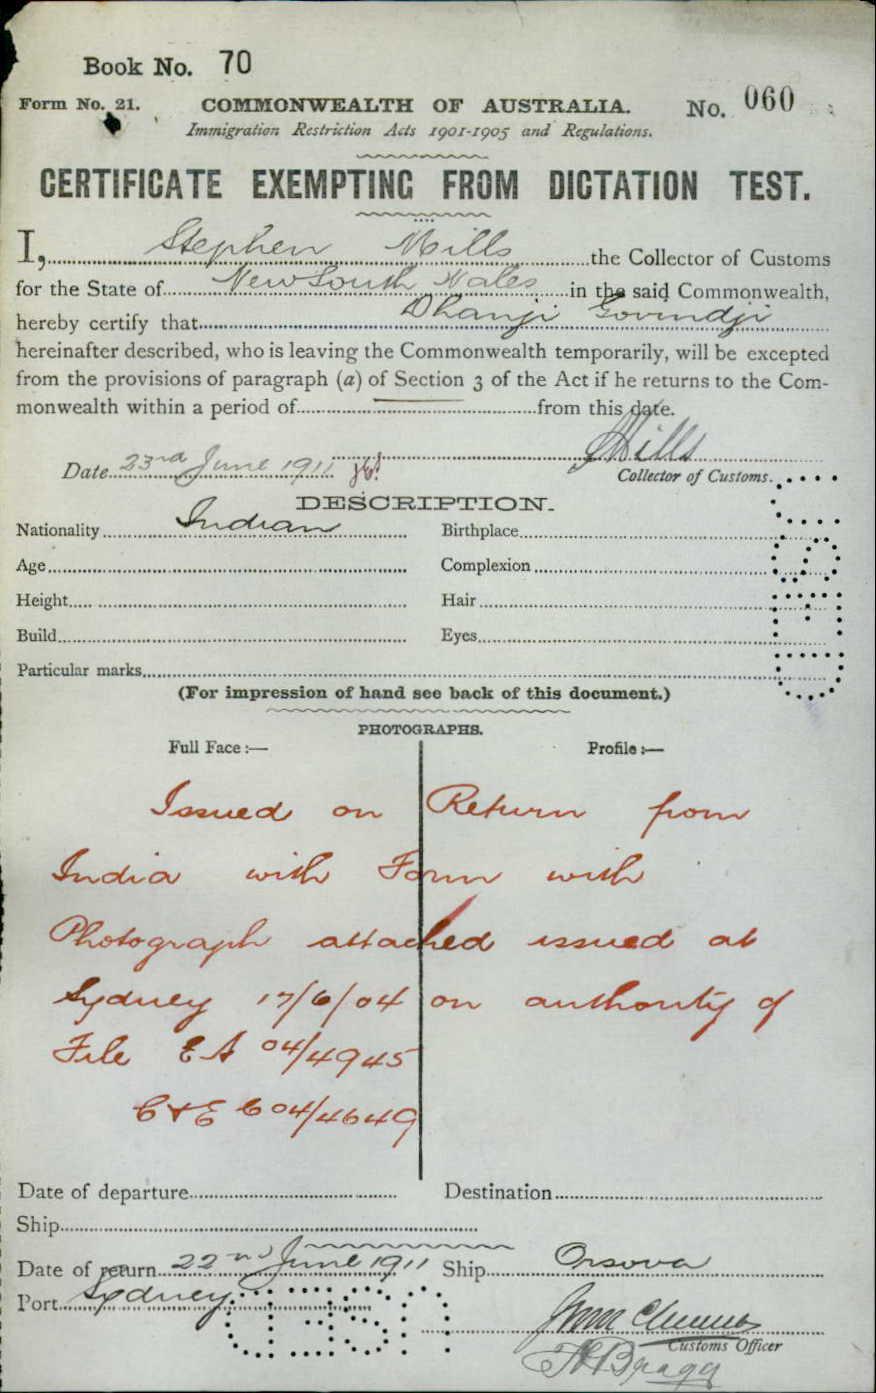 Book No. 70
Form No. 21. COMMONWEALTH OF AUSTRALIA. No. 060
Immigration Restriction Acts 1901-1905 and Regulations.
CERTIFICATE EXEMPTING FROM DICTATION TEST.
I, Stephen Mills the Collector of Customs
for the State of New South Wales in the said Commonwealth,
hereby certify that Dhanji Govindji
hereinafter described, who is leaving the Commonwealth temporarily, will be excepted
from the provisions of paragraph (a) of Section 3 of the Act if he returns to the Com-
monwealth within a period of from this date.
SMills
Date 23rd June 1911
Collector of Customs.
DESCRIPTION.
Nationality Indian Birthplace
Age Complexion
Height Hair
Build Eyes
Particular marks
(For impression of hand see back of this document.)
PHOTOGRAPHS.
Full Face :— Profile :—
Issued on Return from
India with Form with
Photograph attached issued at
Sydney 17/6/04 on authority of
File EA 04/4945
C+E C 04/4649
Date of departure Destination
Ship
Date of return 22nd June 1911 Ship Orsova
Port Sydney
Customs Officer
USED
USED